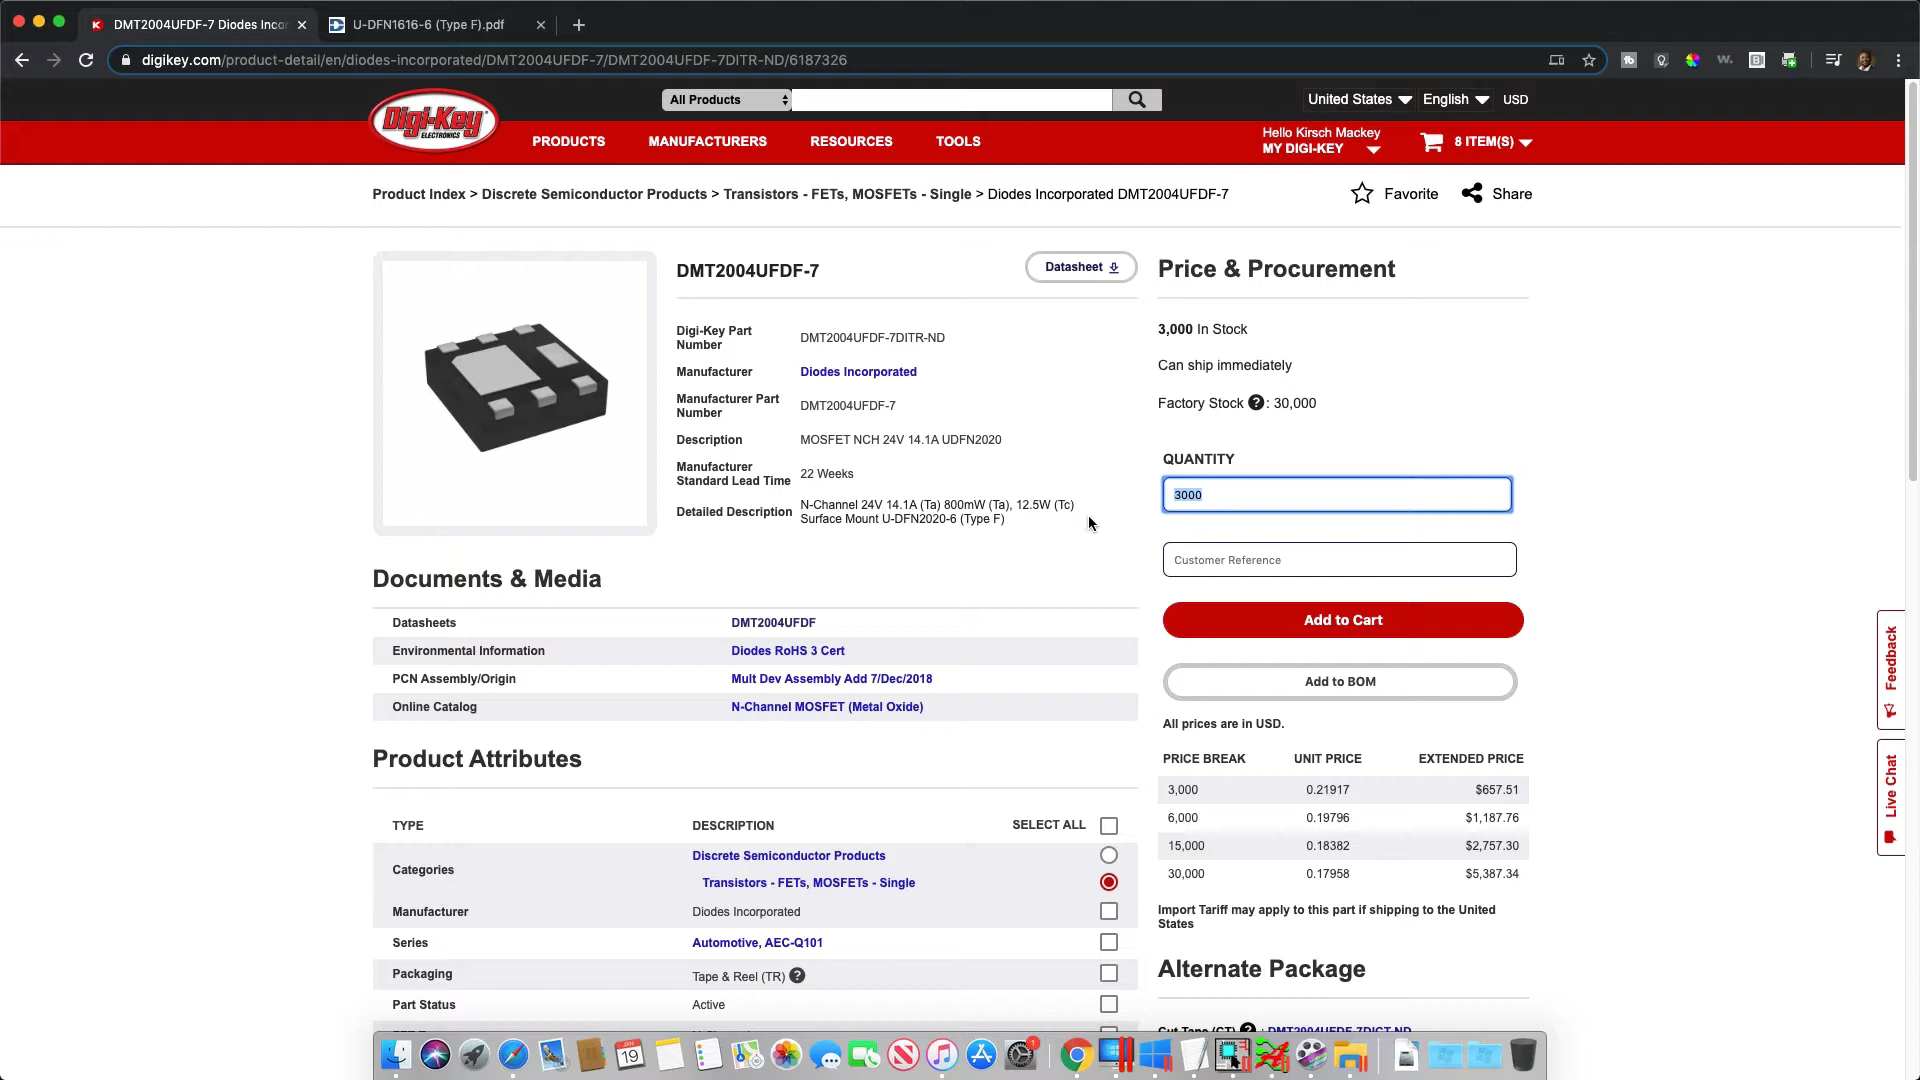 DMT2004UFDF-7 Diodes Incor
U-DFN1616-6 (Type F).pdf
digikey.com/product-detail/en/diodes-incorporated/DMT2004UFDF-7/DMT2004UFDF-7DITR-ND/6187326
All Products
United States
English
USD
Digi-Key
ELECTRONICS
PRODUCTS
MANUFACTURERS
RESOURCES
TOOLS
Hello Kirsch Mackey
MY DIGI-KEY
8 ITEM(S)
Product Index > Discrete Semiconductor Products > Transistors - FETs, MOSFETs - Single > Diodes Incorporated DMT2004UFDF-7
Favorite
Share
DMT2004UFDF-7
Datasheet
Digi-Key Part
Number
DMT2004UFDF-7DITR-ND
Manufacturer
Diodes Incorporated
Manufacturer Part
Number
DMT2004UFDF-7
Description
MOSFET NCH 24V 14.1A UDFN2020
Manufacturer
Standard Lead Time
22 Weeks
Detailed Description
N-Channel 24V 14.1A (Ta) 800mW (Ta), 12.5W (Tc)
Surface Mount U-DFN2020-6 (Type F)
Price & Procurement
3,000 In Stock
Can ship immediately
Factory Stock ? : 30,000
QUANTITY
3000
Customer Reference
Add to Cart
Add to BOM
All prices are in USD.
PRICE BREAK UNIT PRICE EXTENDED PRICE
3,000 0.21917 $657.51
6,000 0.19796 $1,187.76
15,000 0.18382 $2,757.30
30,000 0.17958 $5,387.34
Import Tariff may apply to this part if shipping to the United
States
Alternate Package
Cut Tape (CT) ? : DMT2004UFDF-7DICT-ND
Documents & Media
Datasheets DMT2004UFDF
Environmental Information Diodes RoHS 3 Cert
PCN Assembly/Origin Mult Dev Assembly Add 7/Dec/2018
Online Catalog N-Channel MOSFET (Metal Oxide)
Product Attributes
TYPE DESCRIPTION SELECT ALL
Categories
Discrete Semiconductor Products
Transistors - FETs, MOSFETs - Single
Manufacturer Diodes Incorporated
Series Automotive, AEC-Q101
Packaging Tape & Reel (TR) ?
Part Status Active
Feedback
Live Chat
JAN
19
1